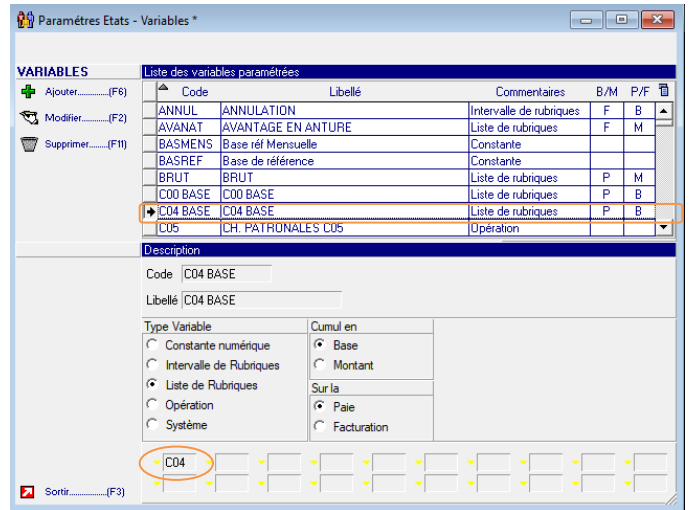 Paramétres Etats - Variables *
VARIABLES
Ajouter.............(F6)
Modifier............(F2)
Supprimer........(F11)
Liste des variables paramétrées
Code Libellé Commentaires B/M P/F
ANNUL ANNULATION Intervalle de rubriques F B
AVANAT AVANTAGE EN ANTURE Liste de rubriques F M
BASMENS Base réf Mensuelle Constante
BASREF Base de référence Constante
BRUT BRUT Liste de rubriques P M
C00 BASE C00 BASE Liste de rubriques P B
C04 BASE C04 BASE Liste de rubriques P B
C05 CH. PATRONALES C05 Opération
Description
Code C04 BASE
Libellé C04 BASE
Type Variable
Constante numérique
Intervalle de Rubriques
Liste de Rubriques
Opération
Système
Cumul en
Base
Montant
Sur la
Paie
Facturation
C04
Sortir................(F3)